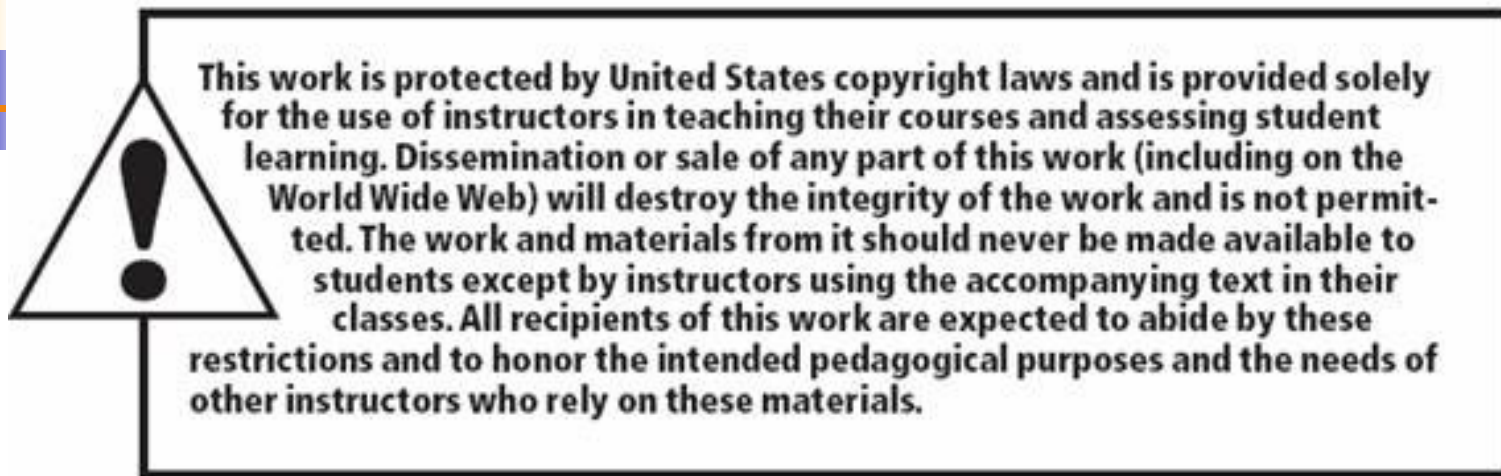 This work is protected by United States copyright laws and is provided solely
for the use of instructors in teaching their courses and assessing student
learning. Dissemination or sale of any part of this work (including on the
World Wide Web) will destroy the integrity of the work and is not permit-
ted. The work and materials from it should never be made available to
students except by instructors using the accompanying text in their
classes. All recipients of this work are expected to abide by these
restrictions and to honor the intended pedagogical purposes and the needs of
other instructors who rely on these materials.